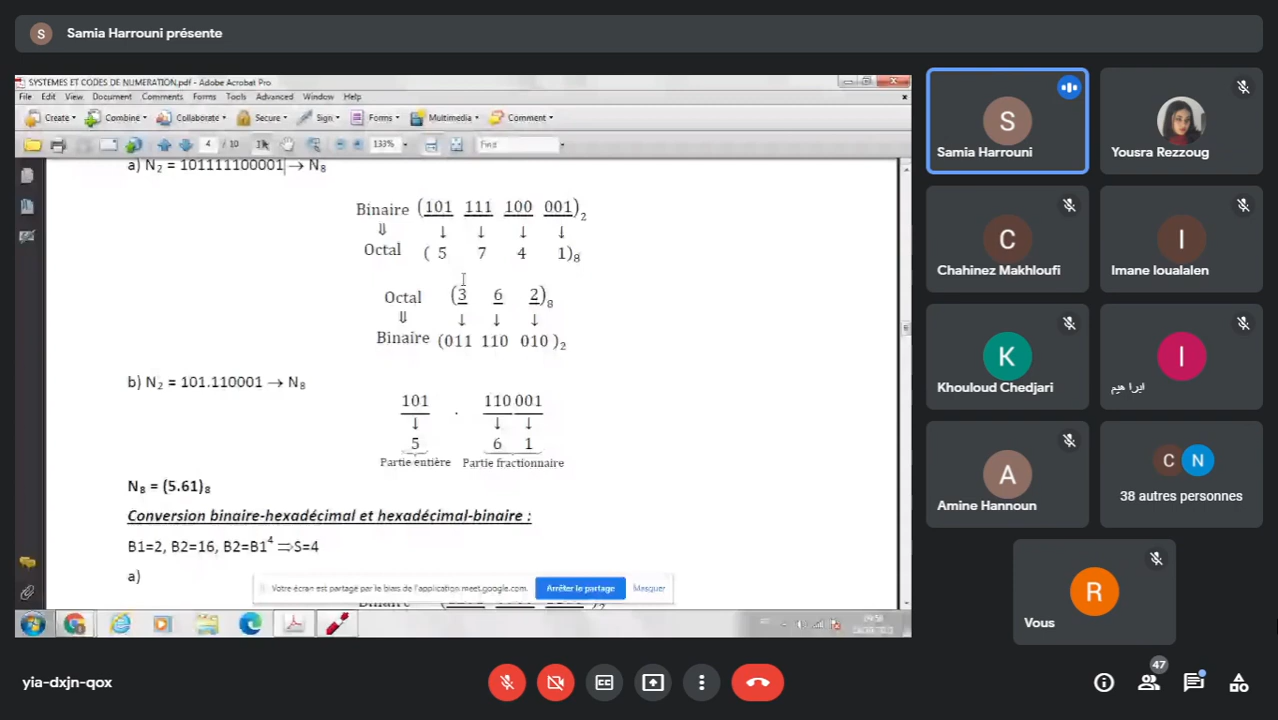 S Samia Harrouni présente
SYSTEMES ET CODES DE NUMERATION.pdf - Adobe Acrobat Pro
File Edit View Document Comments Forms Tools Advanced Window Help
Create Combine Collaborate Secure Sign Forms Multimedia Comment
4 / 10 133% Find
a) N2 = 101111100001 → N8
Binaire (101 111 100 001)2
⇓ ↓ ↓ ↓ ↓
Octal ( 5 7 4 1)8
Octal (3 6 2)8
⇓ ↓ ↓ ↓
Binaire (011 110 010 )2
b) N2 = 101.110001 → N8
101 . 110 001
↓ ↓ ↓
5 6 1
Partie entière Partie fractionnaire
N8 = (5.61)8
Conversion binaire-hexadécimal et hexadécimal-binaire :
B1=2, B2=16, B2=B1⁴ ⇒S=4
a)
Votre écran est partagé par le biais de l'application meet.google.com. Arrêter le partage Masquer
S
Samia Harrouni
Yousra Rezzoug
C
Chahinez Makhloufi
I
Imane Ioualalen
K
Khouloud Chedjari
I
ابرا هيم
A
Amine Hannoun
C N
38 autres personnes
R
Vous
yia-dxjn-qox
CC
47